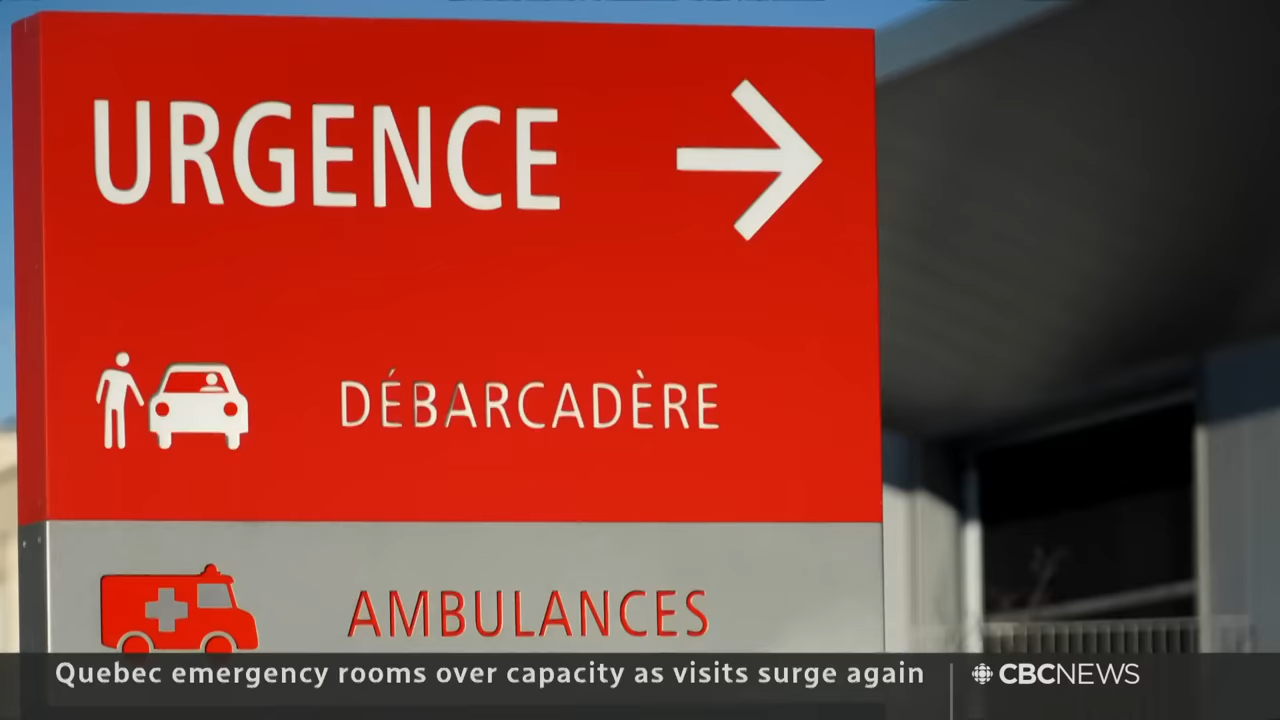 URGENCE
DÉBARCADÈRE
AMBULANCES
Quebec emergency rooms over capacity as visits surge again
CBCNEWS